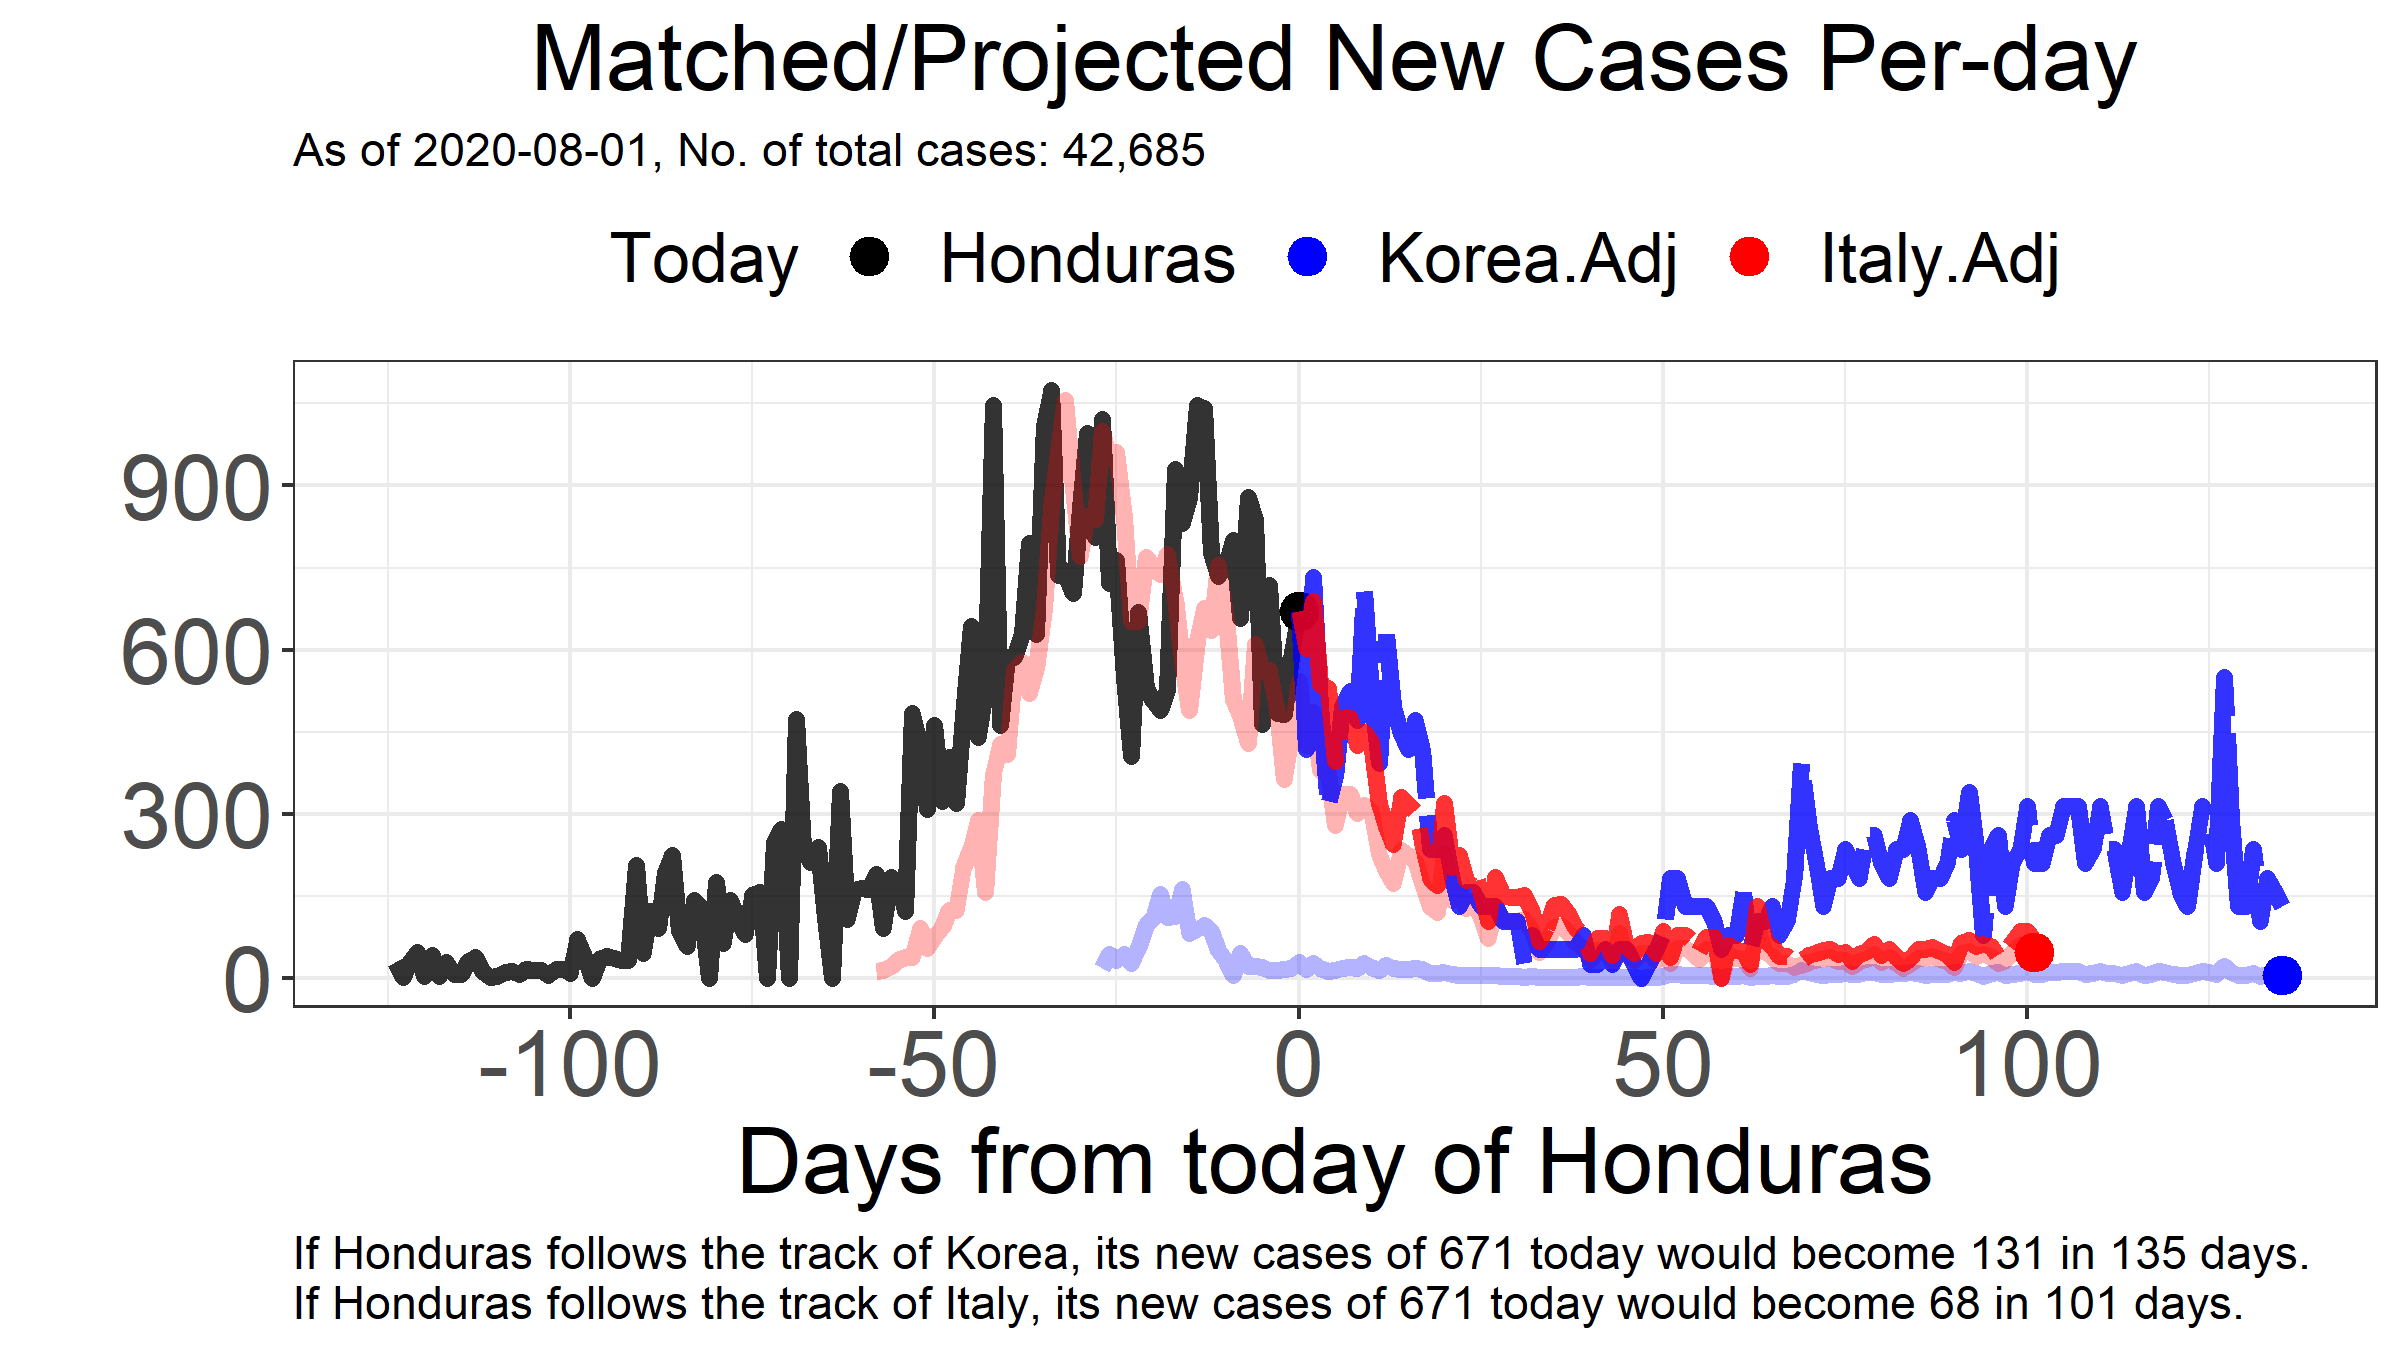 Matched/Projected New Cases Per-day
As of 2020-08-01, No. of total cases: 42,685
Today Honduras Korea.Adj Italy.Adj
900
600
300
0
-100 -50 0 50 100
Days from today of Honduras
If Honduras follows the track of Korea, its new cases of 671 today would become 131 in 135 days.
If Honduras follows the track of Italy, its new cases of 671 today would become 68 in 101 days.